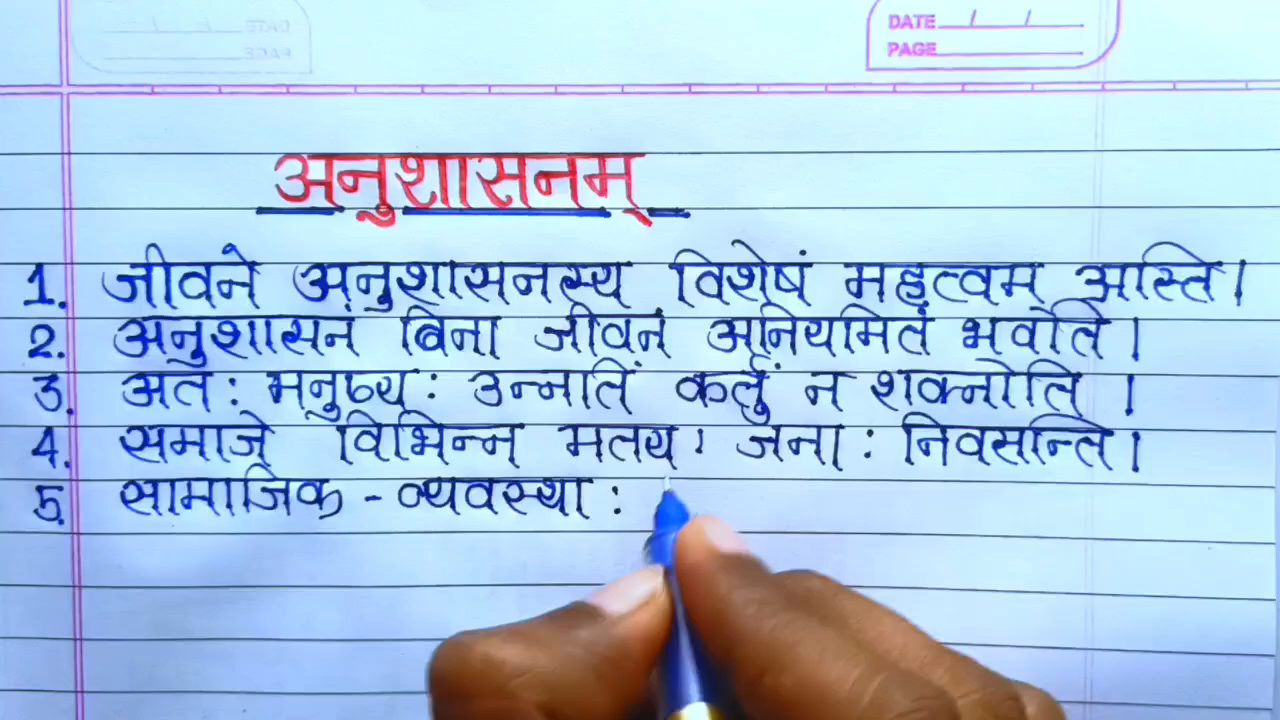 DATE
PAGE
अनुशासनम्
1. जीवने अनुशासनस्य विशेषं महत्वम अस्ति।
2. अनुशासनं बिना जीवनं अनियमितं भवति।
3. अत: मनुष्य: उन्नतिं कर्तुं न शक्नोति ।
4. समाजे विभिन्न मतय: जना: निवसन्ति।
5. सामाजिक - व्यवस्था: